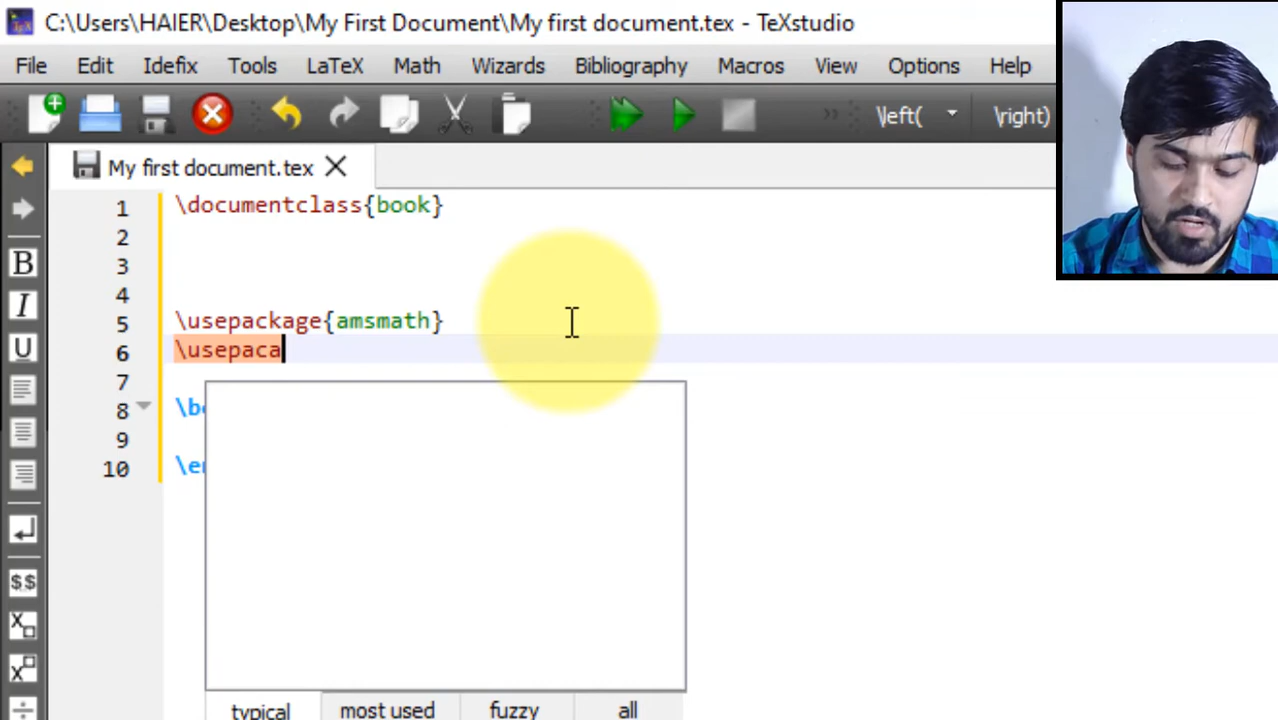 C:\Users\HAIER\Desktop\My First Document\My first document.tex - TeXstudio
File Edit Idefix Tools LaTeX Math Wizards Bibliography Macros View Options Help
\left( \right)
My first document.tex
1 \documentclass{book}
2
3
4
5 \usepackage{amsmath}
6 \usepaca
7
8 \be
9
10 \en
B
I
U
$$
typical most used fuzzy all